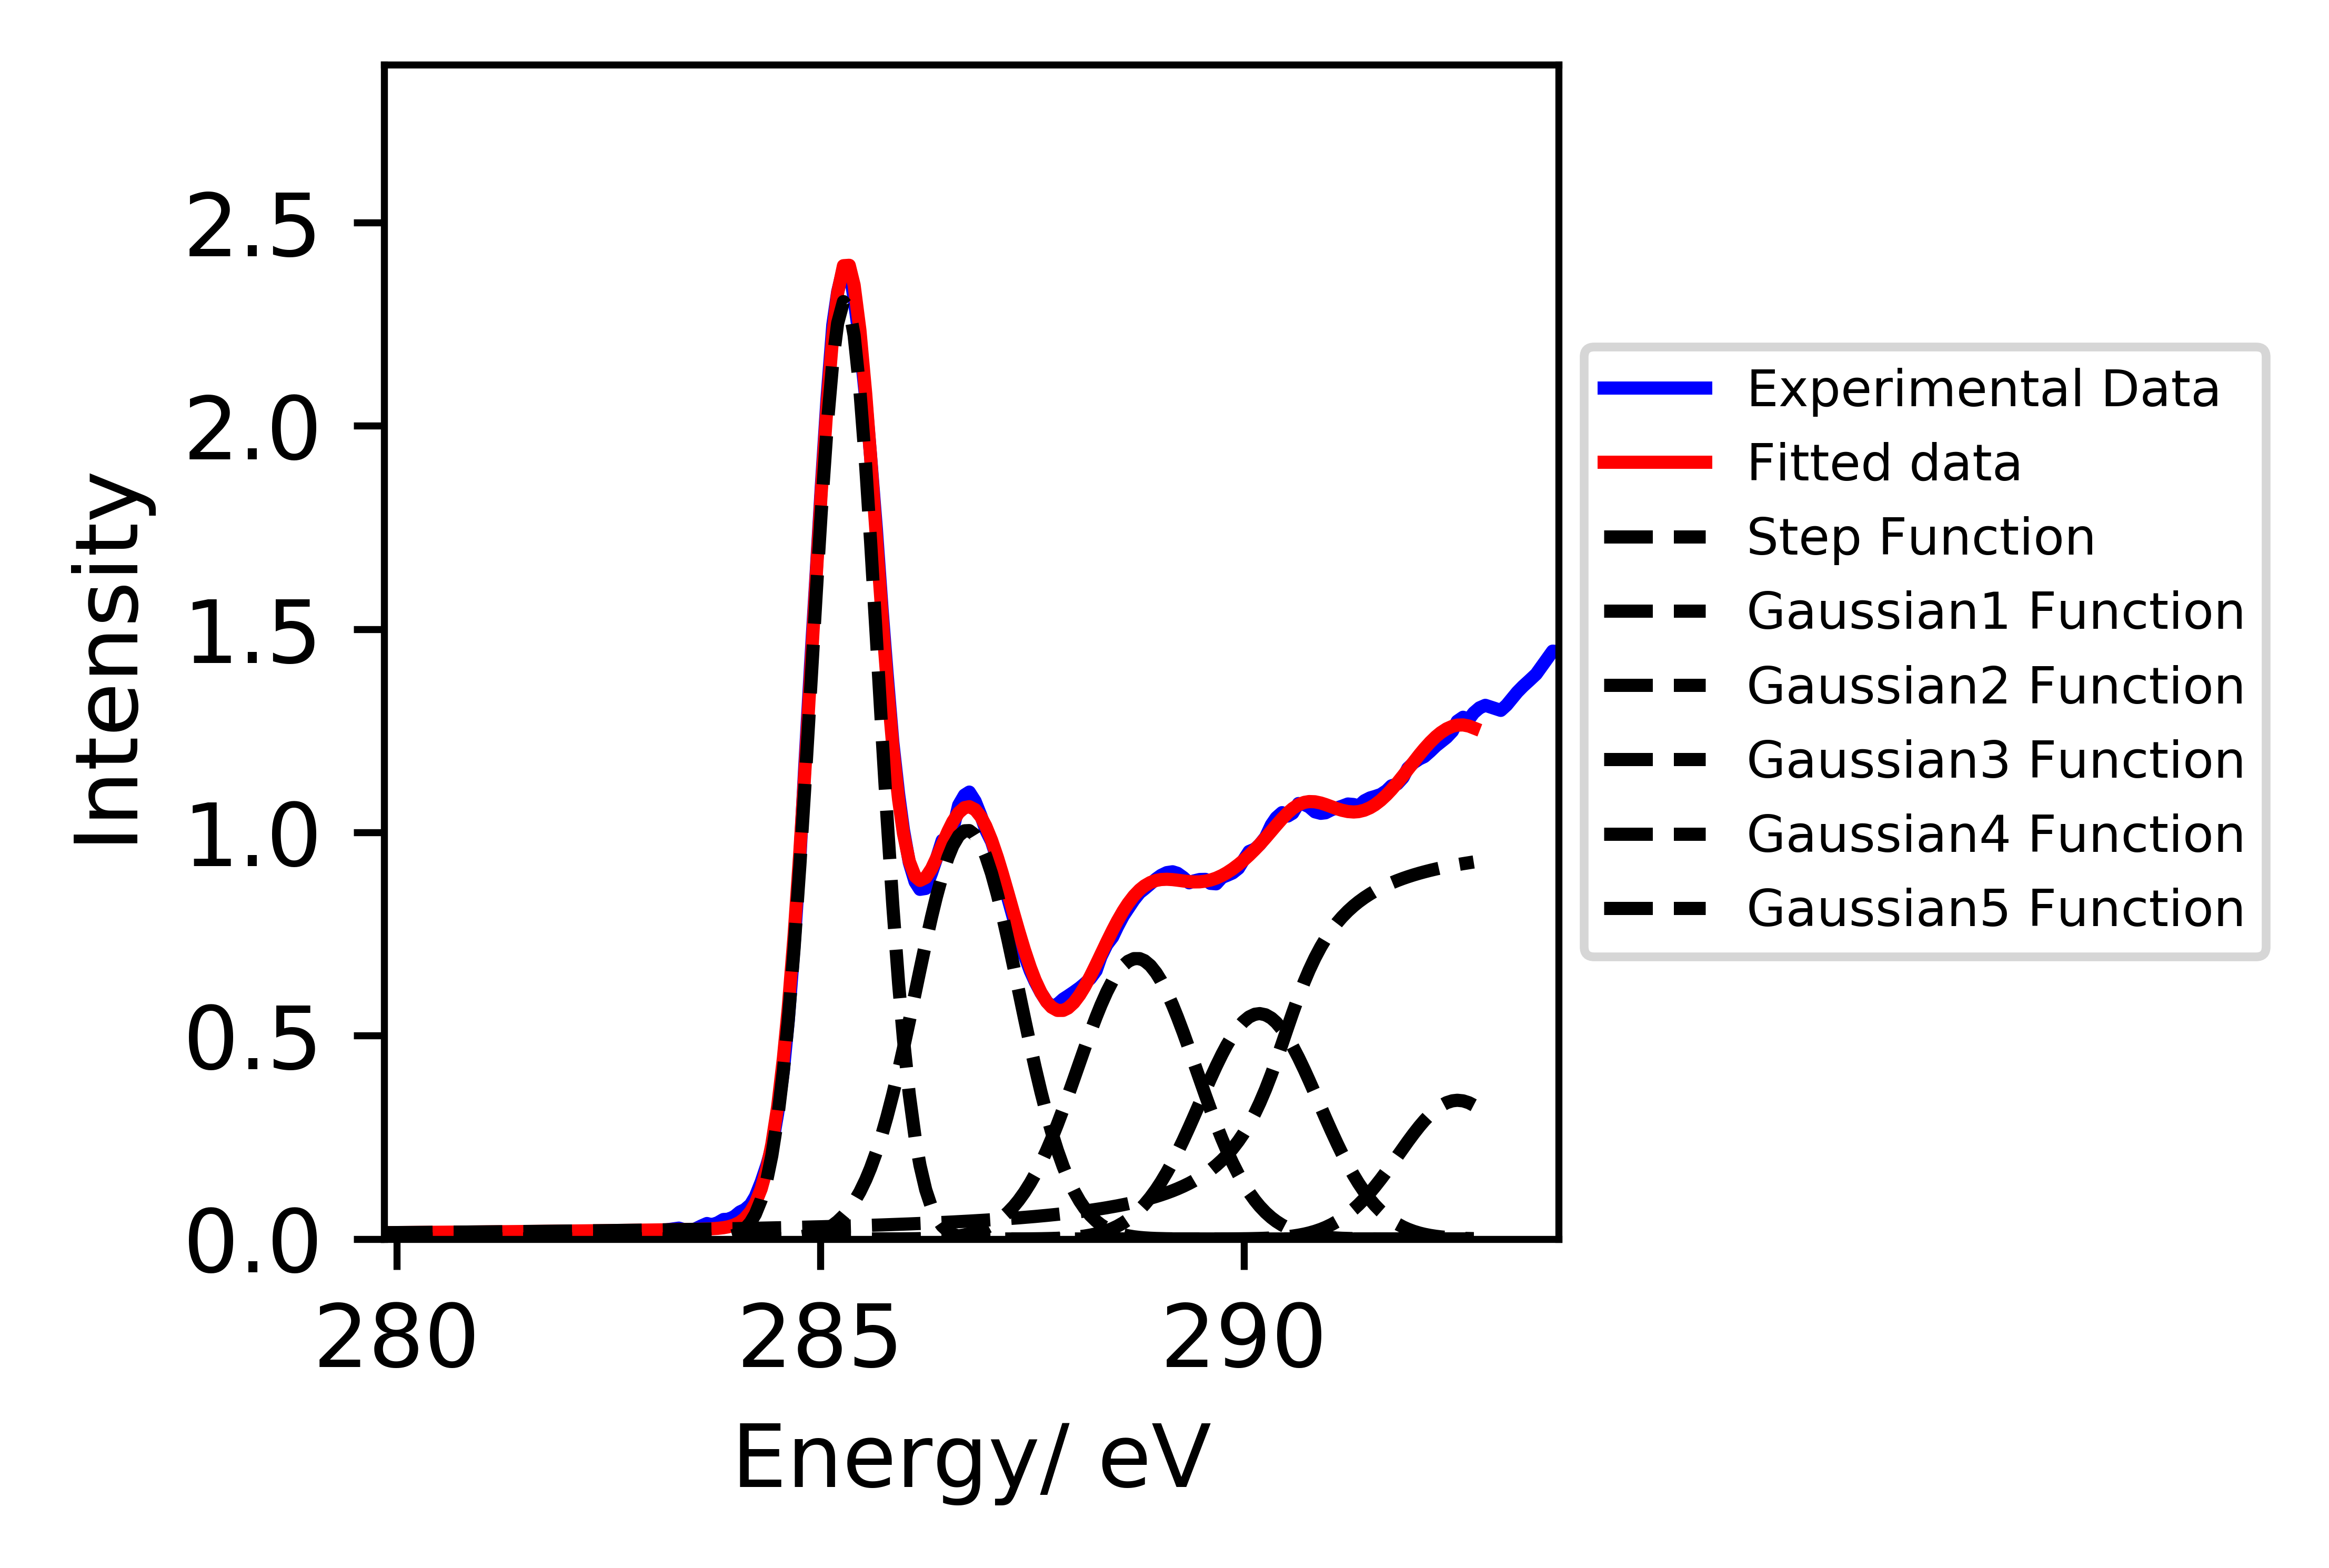 2.5
2.0
1.5
1.0
0.5
0.0
Intensity
280 285 290
Energy/ eV
Experimental Data
Fitted data
Step Function
Gaussian1 Function
Gaussian2 Function
Gaussian3 Function
Gaussian4 Function
Gaussian5 Function